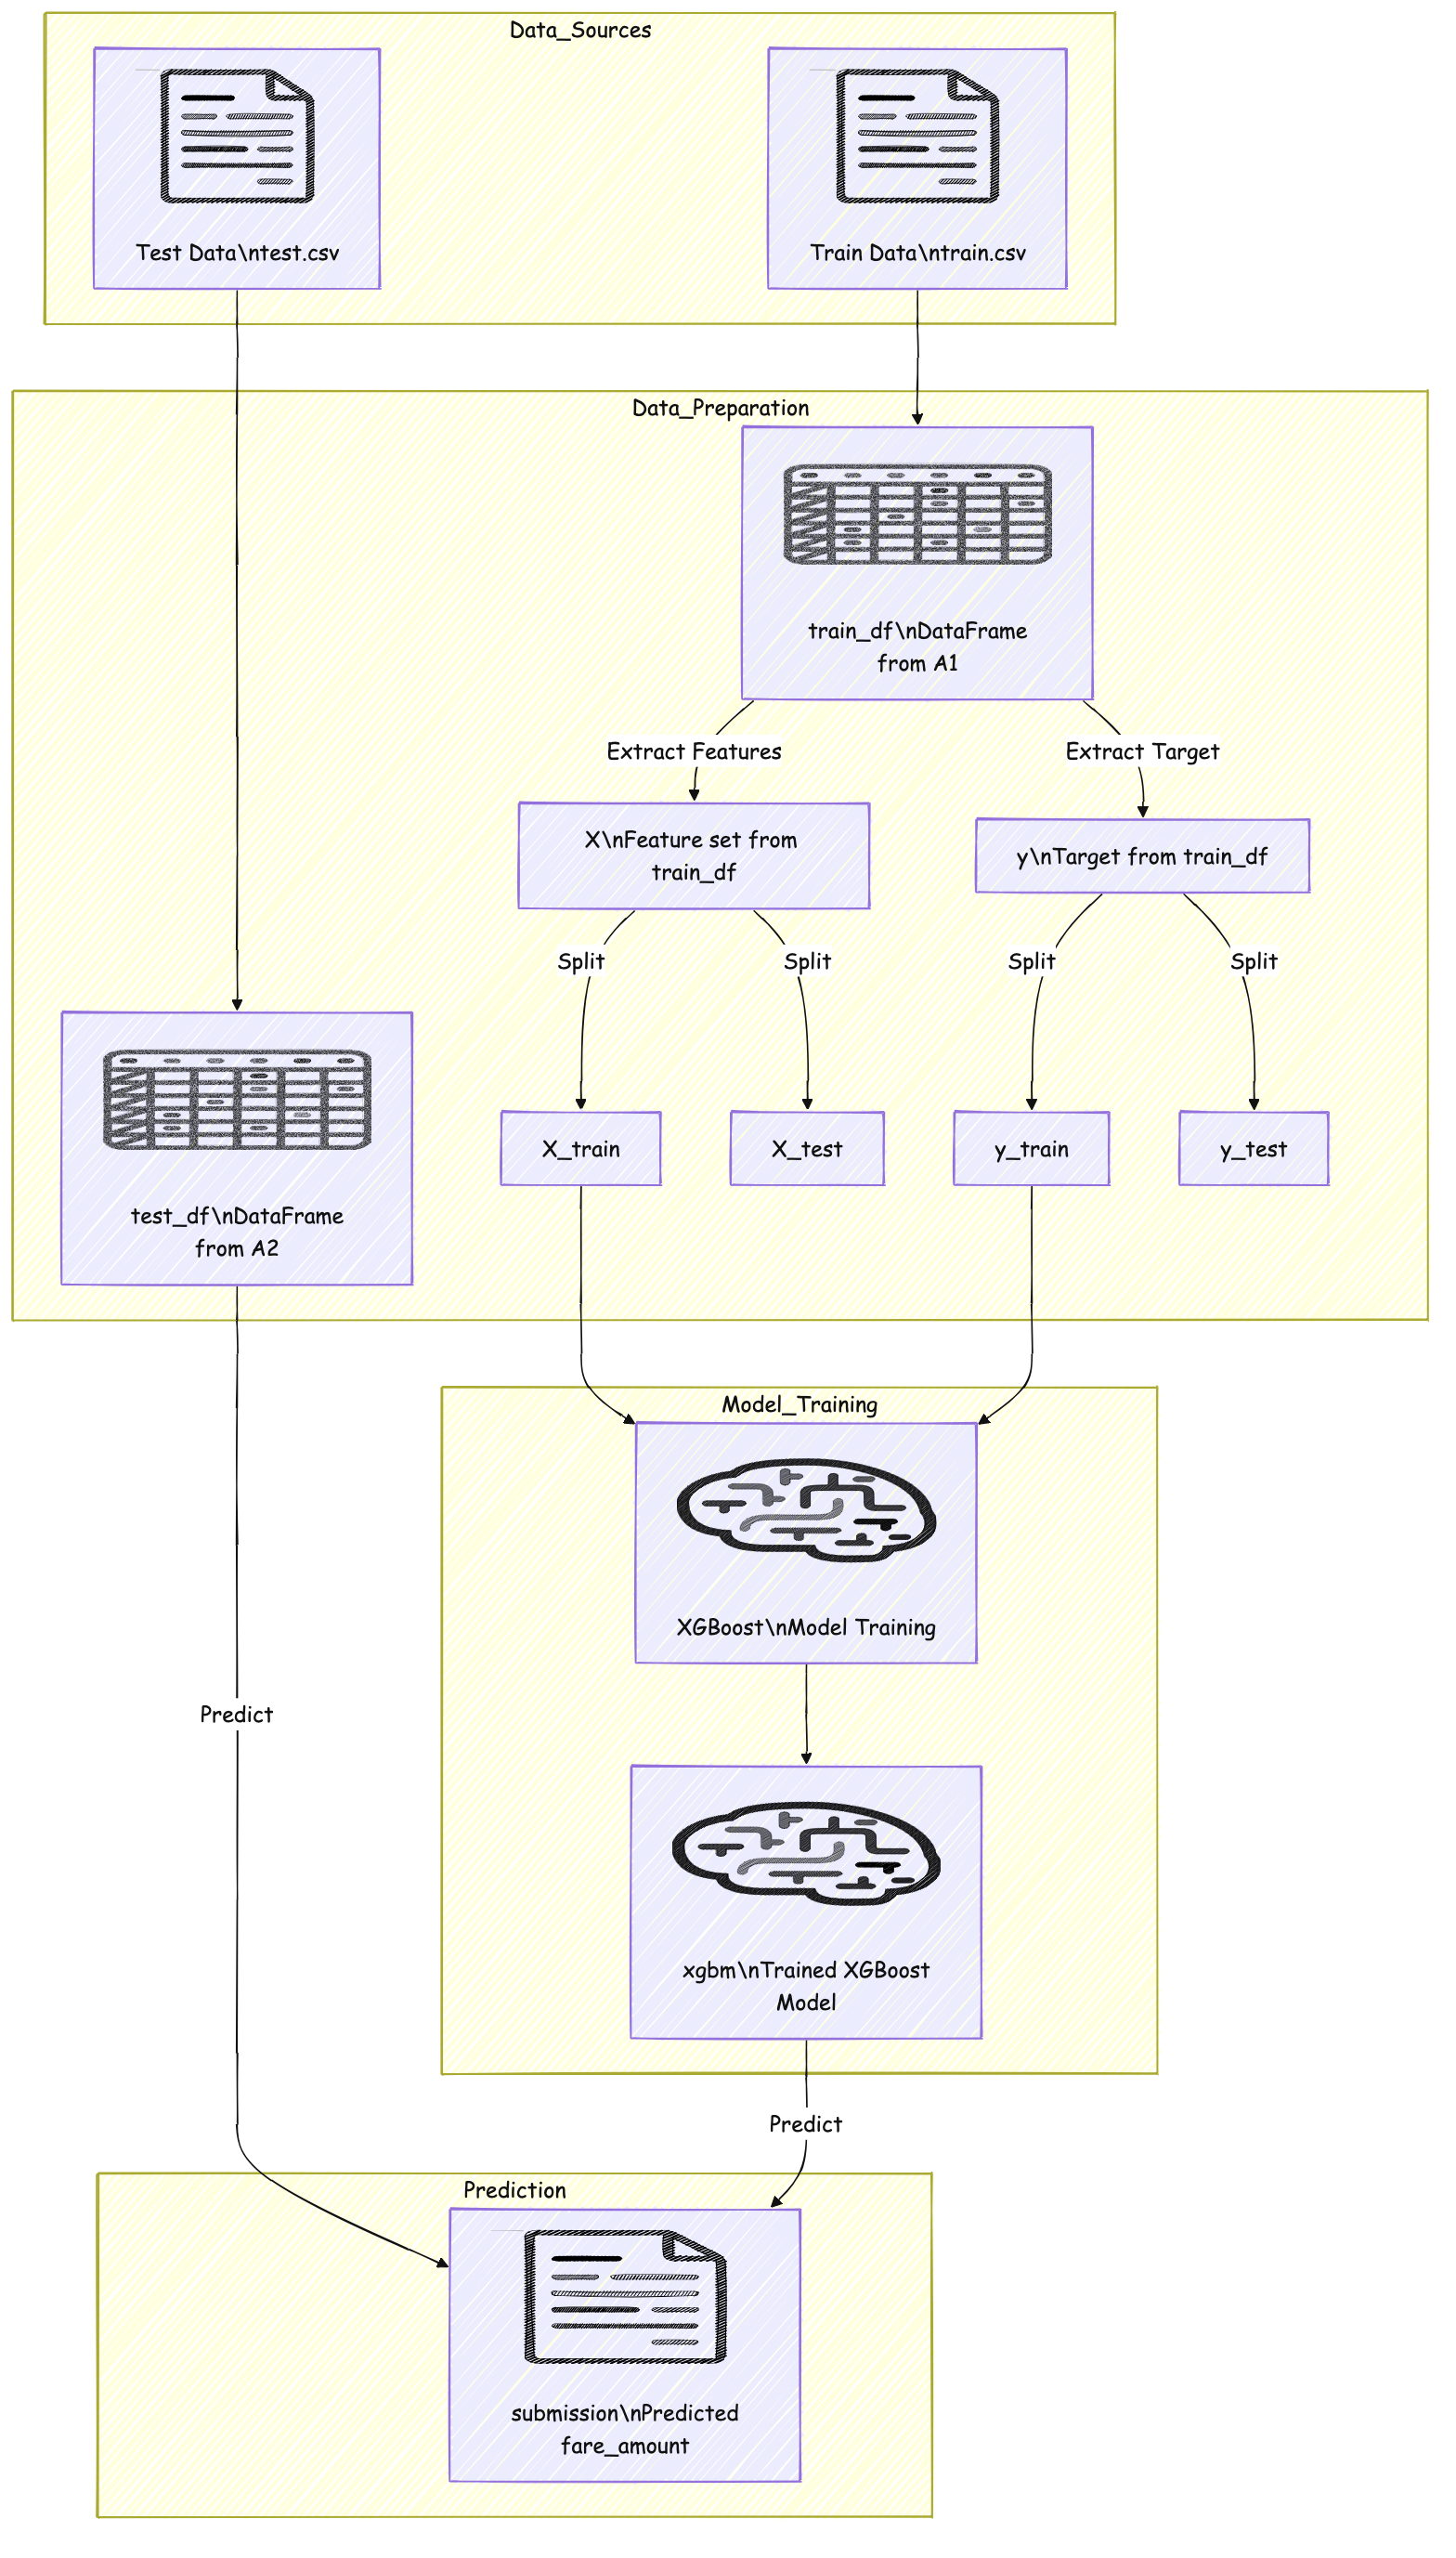 Data_Sources
Test Data\ntest.csv
Train Data\ntrain.csv
Data_Preparation
train_df\nDataFrame
from A1
Extract Features
Extract Target
X\nFeature set from
train_df
y\nTarget from train_df
Split
Split
Split
Split
X_train
X_test
y_train
y_test
test_df\nDataFrame
from A2
Model_Training
XGBoost\nModel Training
Predict
xgbm\nTrained XGBoost
Model
Predict
Prediction
submission\nPredicted
fare_amount